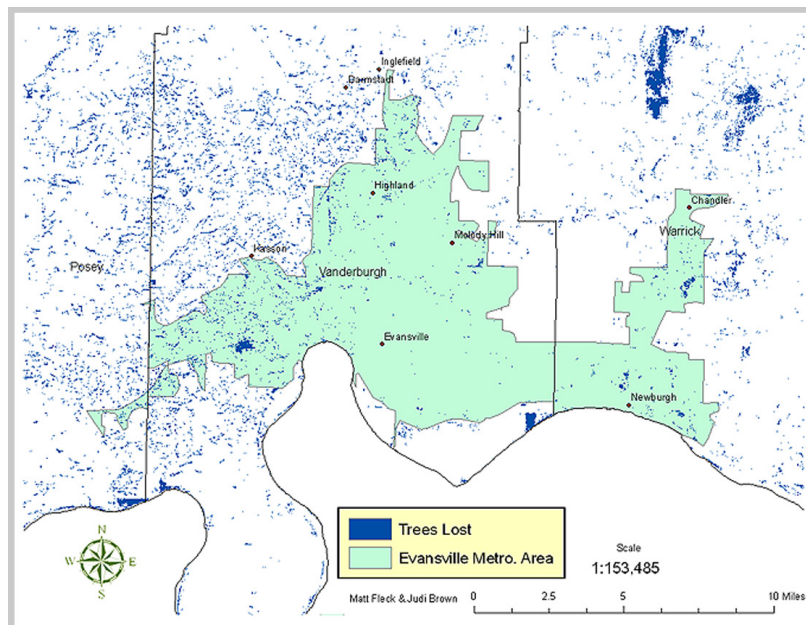 Inglefield
Darmstadt
Highland
Chandler
Melody Hill
Warrick
Kasson
Posey
Vanderburgh
Evansville
Newburgh
N
W E
S
Trees Lost
Evansville Metro. Area
Scale
1:153,485
Matt Fleck & Judi Brown
0 2.5 5 10 Miles